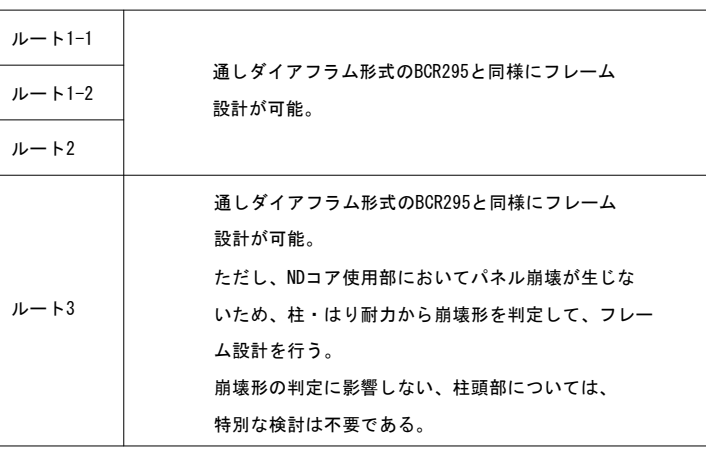 ルート1-1
通しダイアフラム形式のBCR295と同様にフレーム
ルート1-2
設計が可能。
ルート2
通しダイアフラム形式のBCR295と同様にフレーム
設計が可能。
ただし、NDコア使用部においてパネル崩壊が生じな
ルート3
いため、柱・はり耐力から崩壊形を判定して、フレー
ム設計を行う。
崩壊形の判定に影響しない、柱頭部については、
特別な検討は不要である。